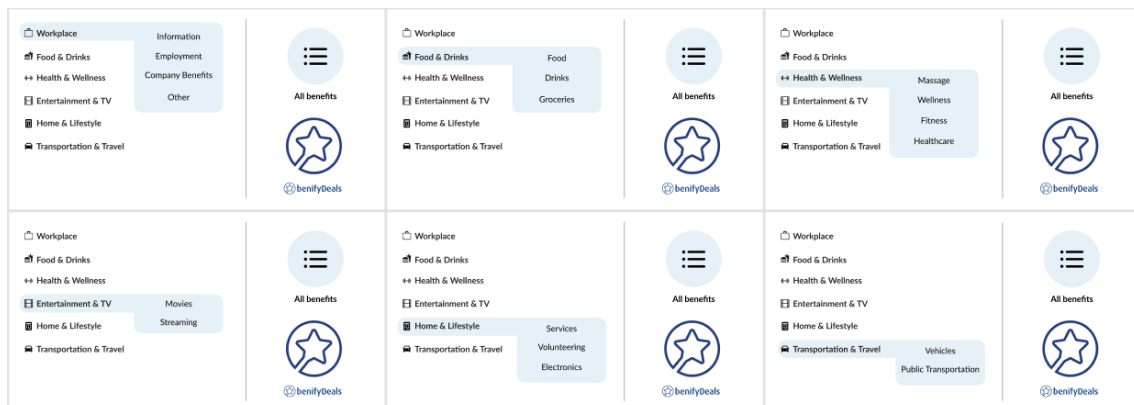 Workplace
Information
Food & Drinks
Employment
Health & Wellness
Company Benefits
Entertainment & TV
Other
Home & Lifestyle
Transportation & Travel
All benefits
benifyDeals
Workplace
Food & Drinks
Food
Health & Wellness
Drinks
Entertainment & TV
Groceries
Home & Lifestyle
Transportation & Travel
All benefits
benifyDeals
Workplace
Food & Drinks
Health & Wellness
Massage
Entertainment & TV
Wellness
Home & Lifestyle
Fitness
Transportation & Travel
Healthcare
All benefits
benifyDeals
Workplace
Food & Drinks
Health & Wellness
Entertainment & TV
Movies
Home & Lifestyle
Streaming
Transportation & Travel
All benefits
benifyDeals
Workplace
Food & Drinks
Health & Wellness
Entertainment & TV
Home & Lifestyle
Services
Transportation & Travel
Volunteering
Electronics
All benefits
benifyDeals
Workplace
Food & Drinks
Health & Wellness
Entertainment & TV
Home & Lifestyle
Transportation & Travel
Vehicles
Public Transportation
All benefits
benifyDeals